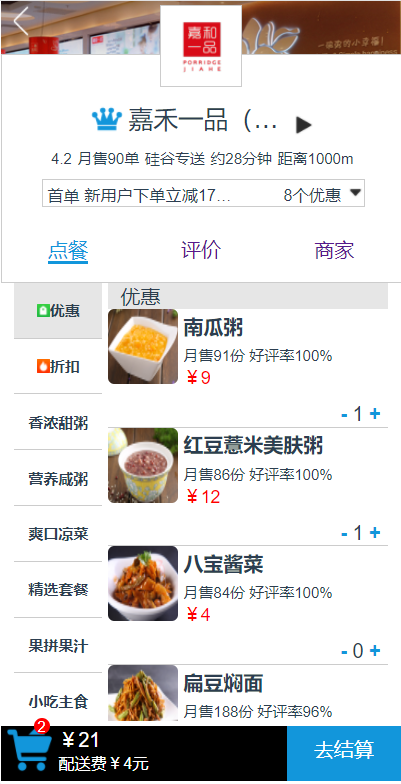 一碗粥的小幸福!
嘉和
一品
PORRIDGE
JIAHE
嘉禾一品（...
4.2 月售90单 硅谷专送 约28分钟 距离1000m
首单 新用户下单立减17... 8个优惠
点餐 评价 商家
优惠
折扣
香浓甜粥
营养咸粥
爽口凉菜
精选套餐
果拼果汁
小吃主食
优惠
南瓜粥
月售91份 好评率100%
￥9
- 1 +
红豆薏米美肤粥
月售86份 好评率100%
￥12
- 1 +
八宝酱菜
月售84份 好评率100%
￥4
- 0 +
扁豆焖面
月售188份 好评率96%
2
￥21
配送费￥4元
去结算